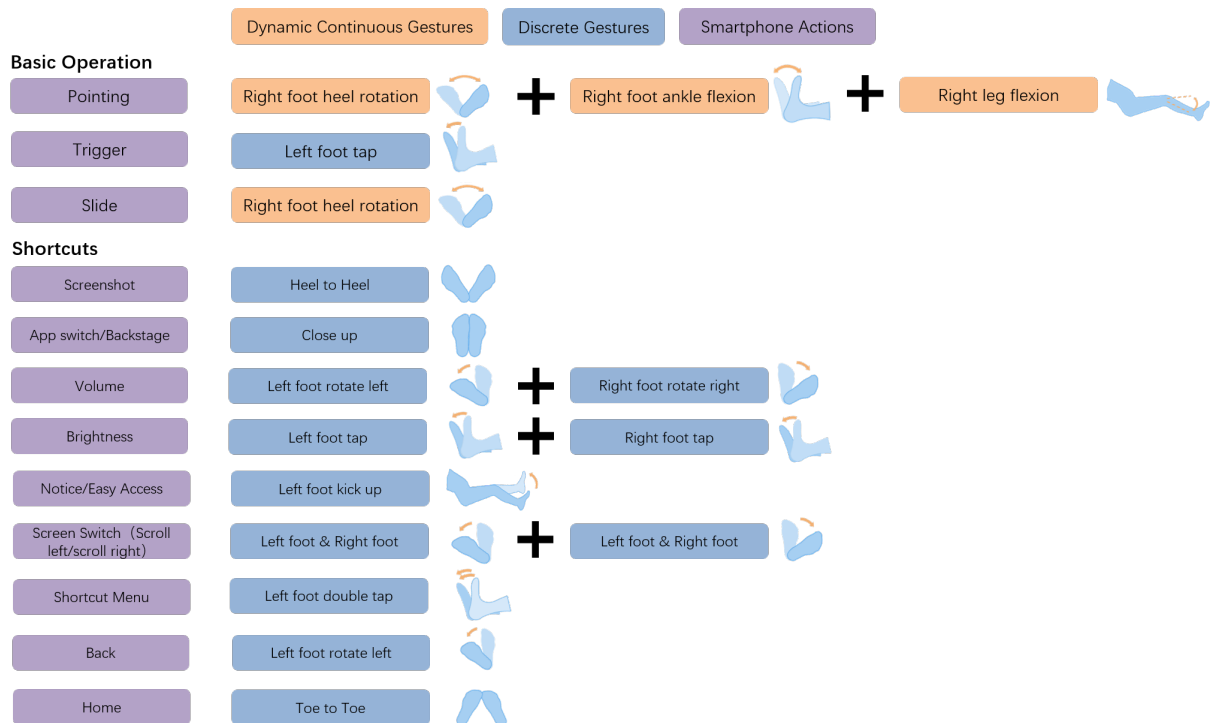 Dynamic Continuous Gestures
Discrete Gestures
Smartphone Actions
Basic Operation
Pointing
Right foot heel rotation
Right foot ankle flexion
Right leg flexion
Trigger
Left foot tap
Slide
Right foot heel rotation
Shortcuts
Screenshot
Heel to Heel
App switch/Backstage
Close up
Volume
Left foot rotate left
Right foot rotate right
Brightness
Left foot tap
Right foot tap
Notice/Easy Access
Left foot kick up
Screen Switch（Scroll
left/scroll right）
Left foot & Right foot
Left foot & Right foot
Shortcut Menu
Left foot double tap
Back
Left foot rotate left
Home
Toe to Toe